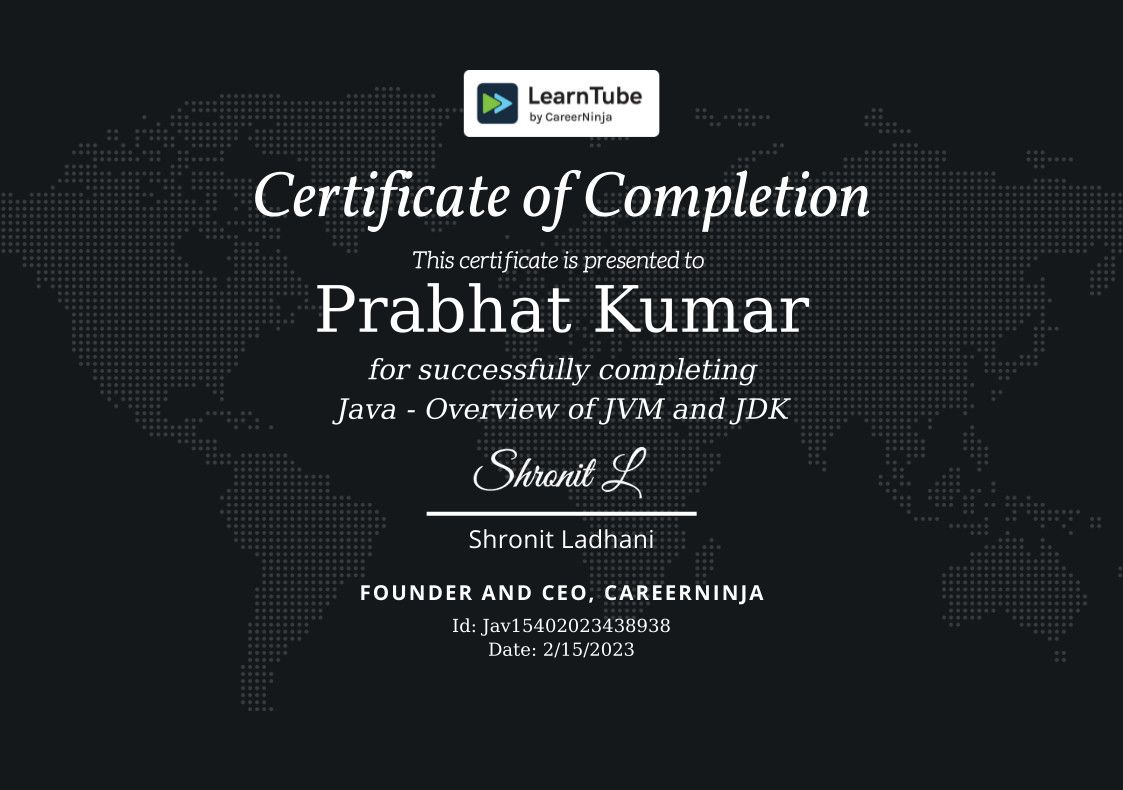 LearnTube
by CareerNinja
Certificate of Completion
This certificate is presented to
Prabhat Kumar
for successfully completing
Java - Overview of JVM and JDK
Shronit L
Shronit Ladhani
FOUNDER AND CEO, CAREERNINJA
Id: Jav15402023438938
Date: 2/15/2023